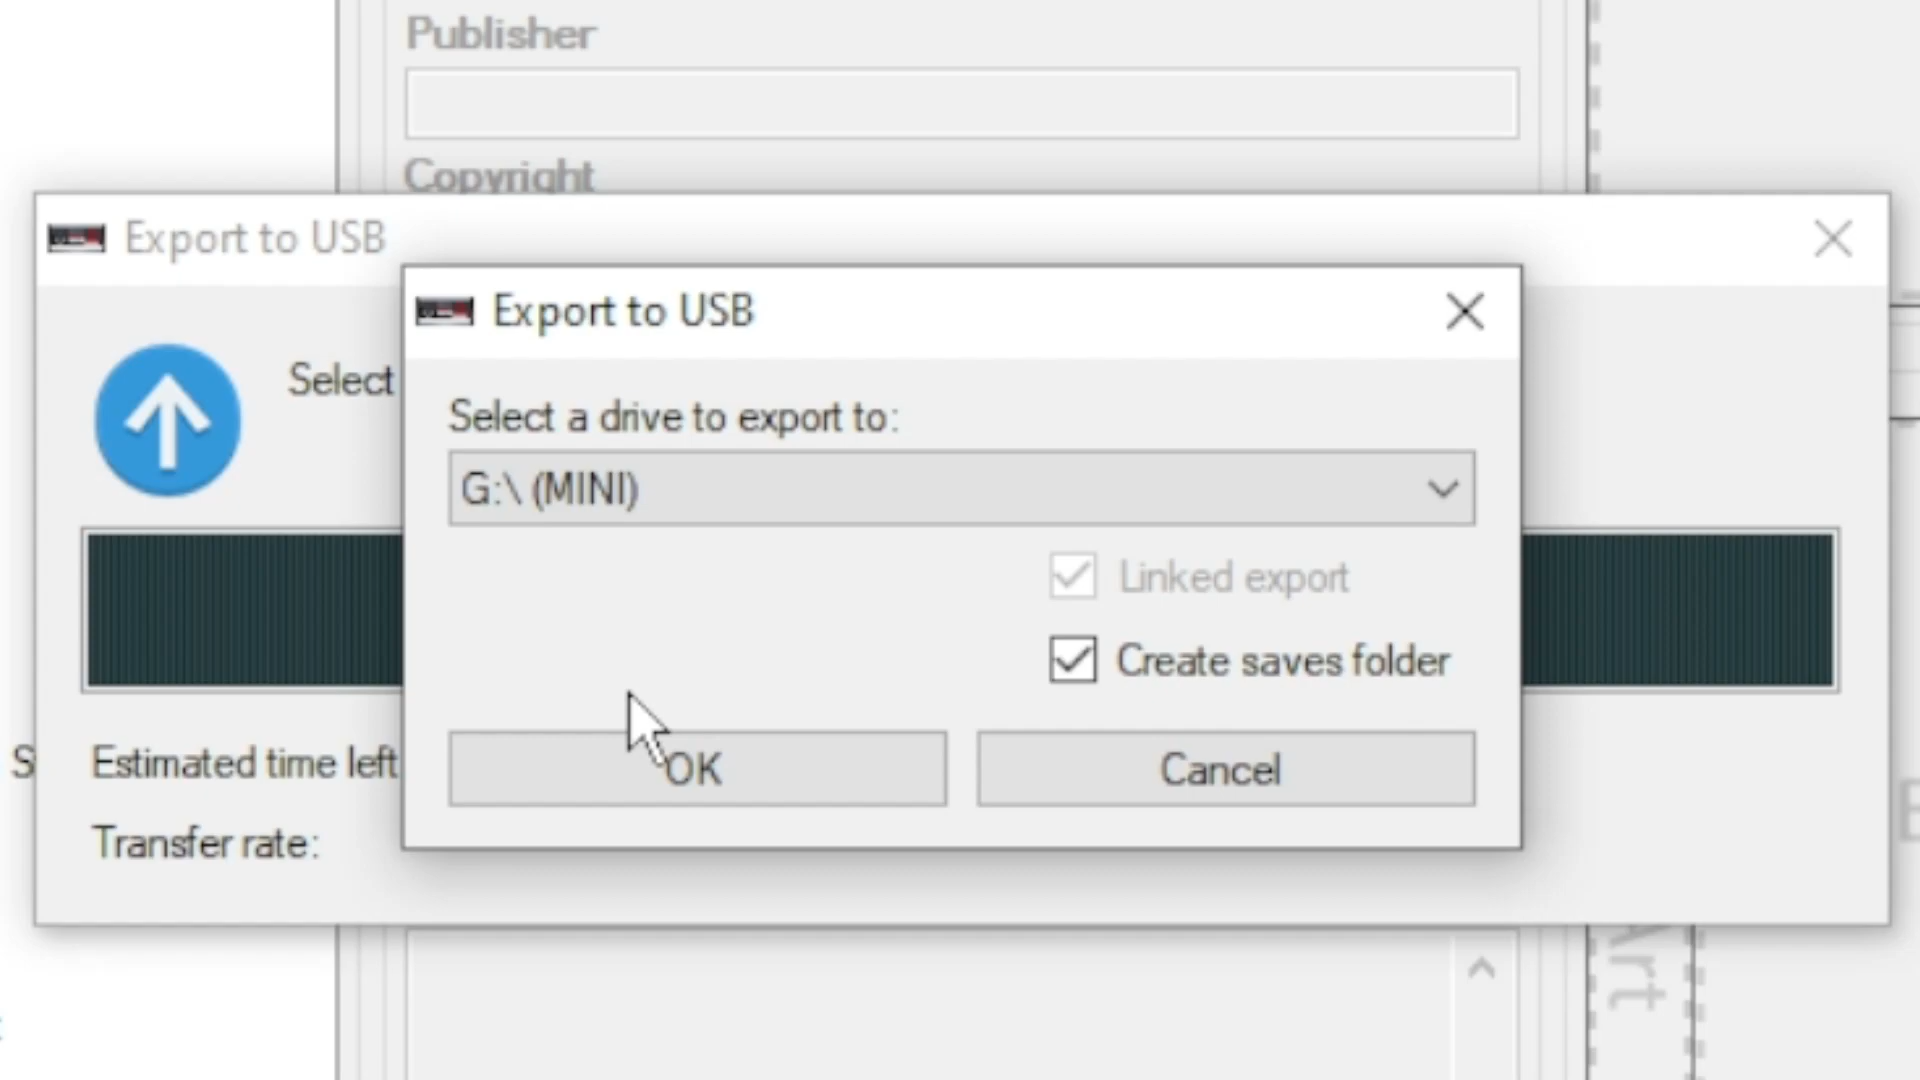 Publisher
Copyright
Export to USB
Export to USB
Select
Select a drive to export to:
G:\ (MINI)
Linked export
Create saves folder
OK
Cancel
S
Estimated time left
Transfer rate:
Art